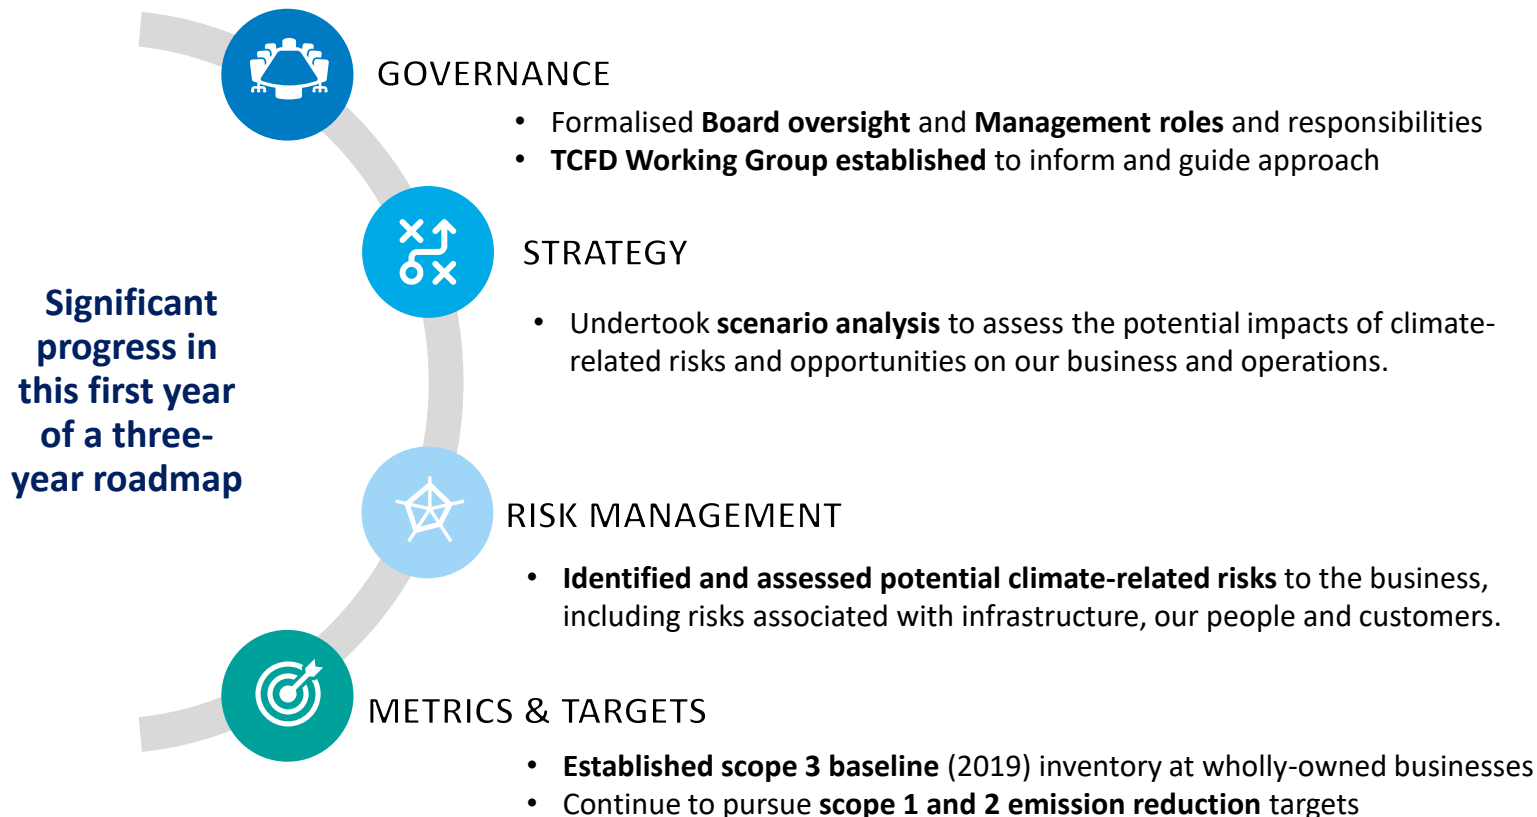 GOVERNANCE
• Formalised Board oversight and Management roles and responsibilities
• TCFD Working Group established to inform and guide approach
STRATEGY
• Undertook scenario analysis to assess the potential impacts of climate-
related risks and opportunities on our business and operations.
Significant
progress in
this first year
of a three-
year roadmap
RISK MANAGEMENT
• Identified and assessed potential climate-related risks to the business,
including risks associated with infrastructure, our people and customers.
METRICS & TARGETS
• Established scope 3 baseline (2019) inventory at wholly-owned businesses
• Continue to pursue scope 1 and 2 emission reduction targets